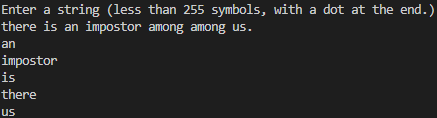 Enter a string (less than 255 symbols, with a dot at the end.)
there is an impostor among among us.
an
impostor
is
there
us